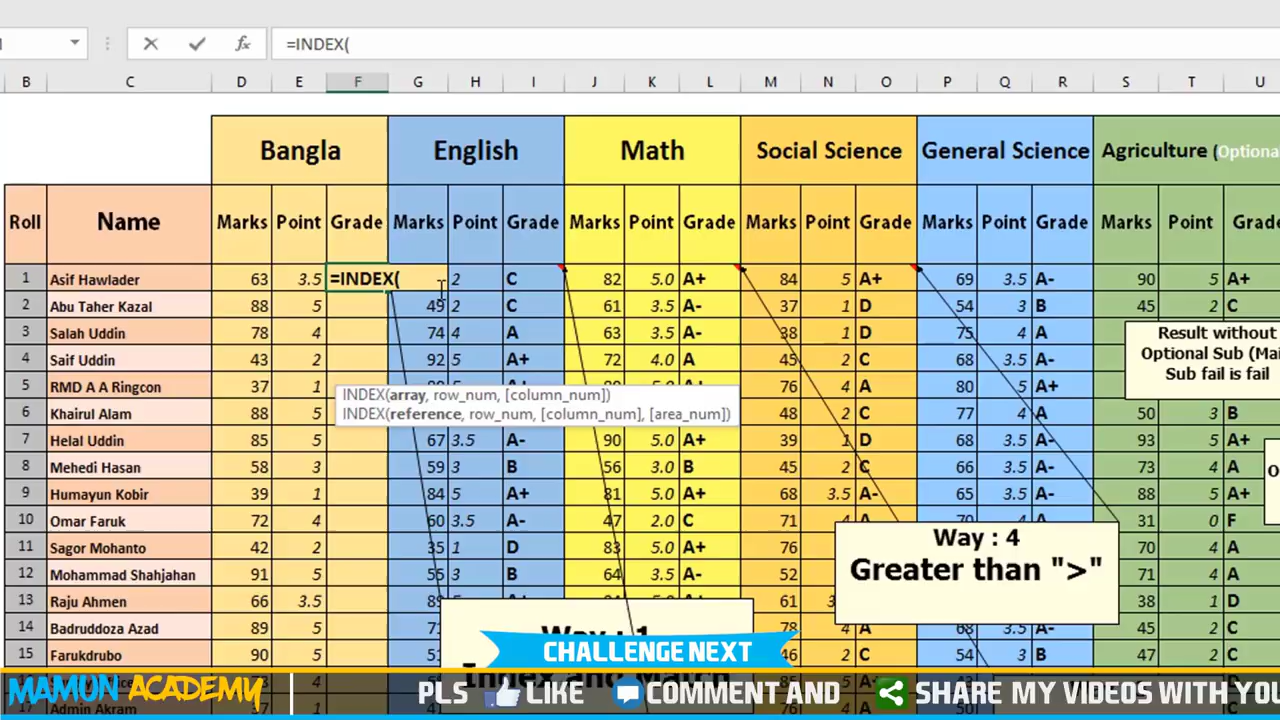 =INDEX(
B C D E F G H I J K L M N O P Q R S T U
Bangla English Math Social Science General Science Agriculture (Optiona
Roll Name Marks Point Grade Marks Point Grade Marks Point Grade Marks Point Grade Marks Point Grade Marks Point Grade
1 Asif Hawlader 63 3.5 =INDEX( 2 C 82 5.0 A+ 84 5 A+ 69 3.5 A- 90 5 A+
2 Abu Taher Kazal 88 5 49 2 C 61 3.5 A- 37 1 D 54 3 B 45 2 C
3 Salah Uddin 78 4 74 4 A 63 3.5 A- 38 1 D 75 4 A
4 Saif Uddin 43 2 92 5 A+ 72 4.0 A 45 2 C 68 3.5 A-
5 RMD A A Ringcon 37 1 76 4 A 80 5 A+
6 Khairul Alam 88 5 48 2 C 77 4 A 50 3 B
7 Helal Uddin 85 5 67 3.5 A- 90 5.0 A+ 39 1 D 68 3.5 A- 93 5 A+
8 Mehedi Hasan 58 3 59 3 B 56 3.0 B 45 2 C 66 3.5 A- 73 4 A
9 Humayun Kobir 39 1 84 5 A+ 81 5.0 A+ 68 3.5 A- 65 3.5 A- 88 5 A+
10 Omar Faruk 72 4 60 3.5 A- 47 2.0 C 71 4 A 70 4 A 31 0 F
11 Sagor Mohanto 42 2 35 1 D 83 5.0 A+ 76 70 4 A
12 Mohammad Shahjahan 91 5 55 3 B 64 3.5 A- 52 71 4 A
13 Raju Ahmen 66 3.5 61 38 1 D
14 Badruddoza Azad 89 5 78 4 A 68 3.5 A- 45 2 C
15 Farukdrubo 90 5 46 2 C 54 3 B 47 2 C
17 Admin Akram 37 1
INDEX(array, row_num, [column_num])
INDEX(reference, row_num, [column_num], [area_num])
Result without
Optional Sub (Mai
Sub fail is fail
Way : 4
Greater than ">"
Way : 1
Index and Match
CHALLENGE NEXT
MAMUN ACADEMY PLS LIKE COMMENT AND SHARE MY VIDEOS WITH YOU